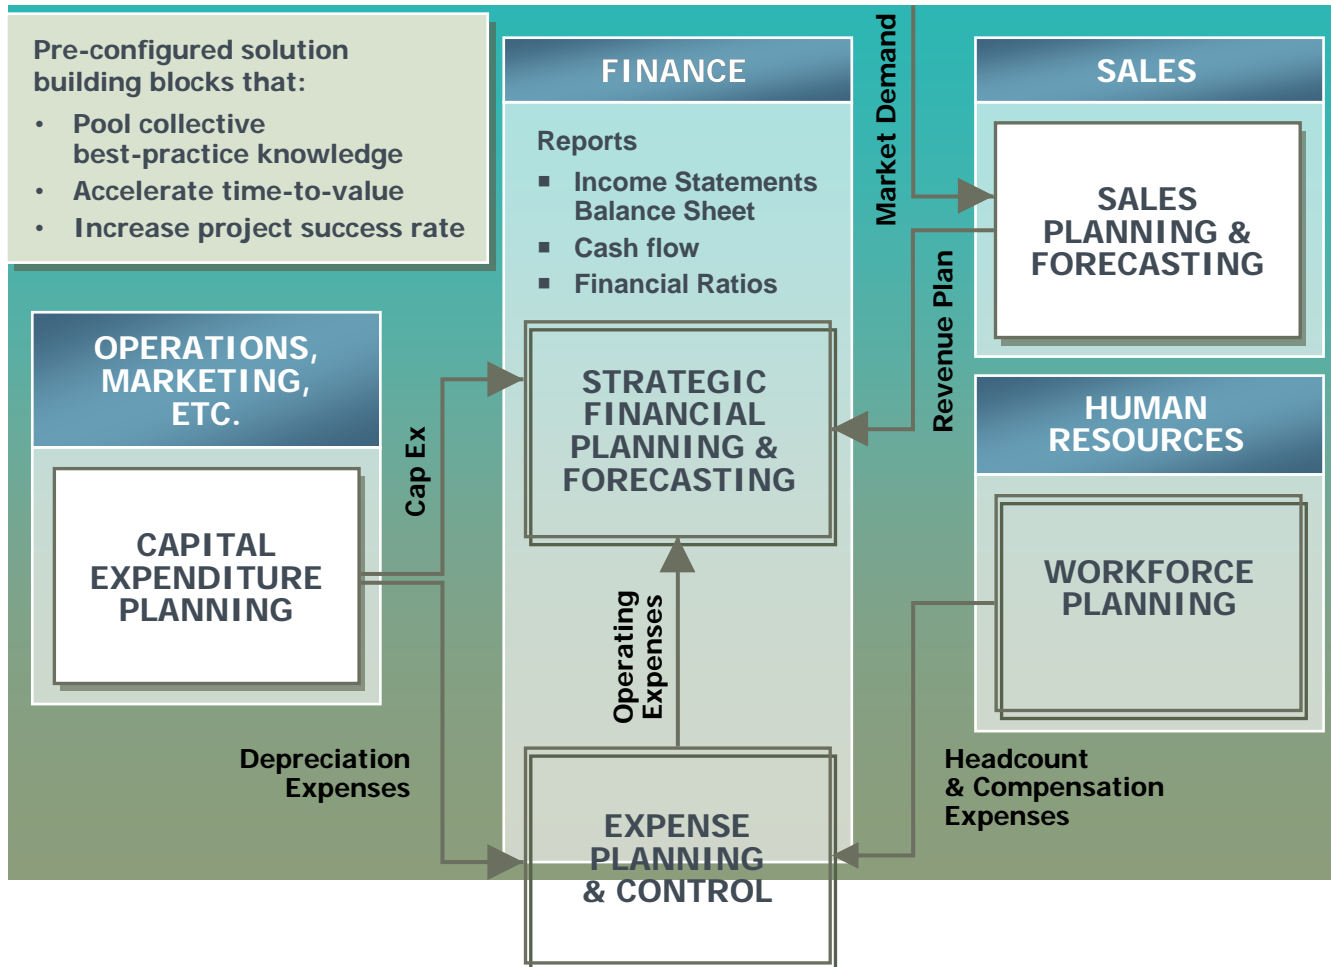 Pre-configured solution
building blocks that:
• Pool collective
best-practice knowledge
• Accelerate time-to-value
• Increase project success rate
FINANCE
Reports
▪ Income Statements
Balance Sheet
▪ Cash flow
▪ Financial Ratios
STRATEGIC
FINANCIAL
PLANNING &
FORECASTING
Operating
Expenses
EXPENSE
PLANNING
& CONTROL
OPERATIONS,
MARKETING,
ETC.
CAPITAL
EXPENDITURE
PLANNING
Cap Ex
Depreciation
Expenses
Market Demand
Revenue Plan
SALES
SALES
PLANNING &
FORECASTING
HUMAN
RESOURCES
WORKFORCE
PLANNING
Headcount
& Compensation
Expenses